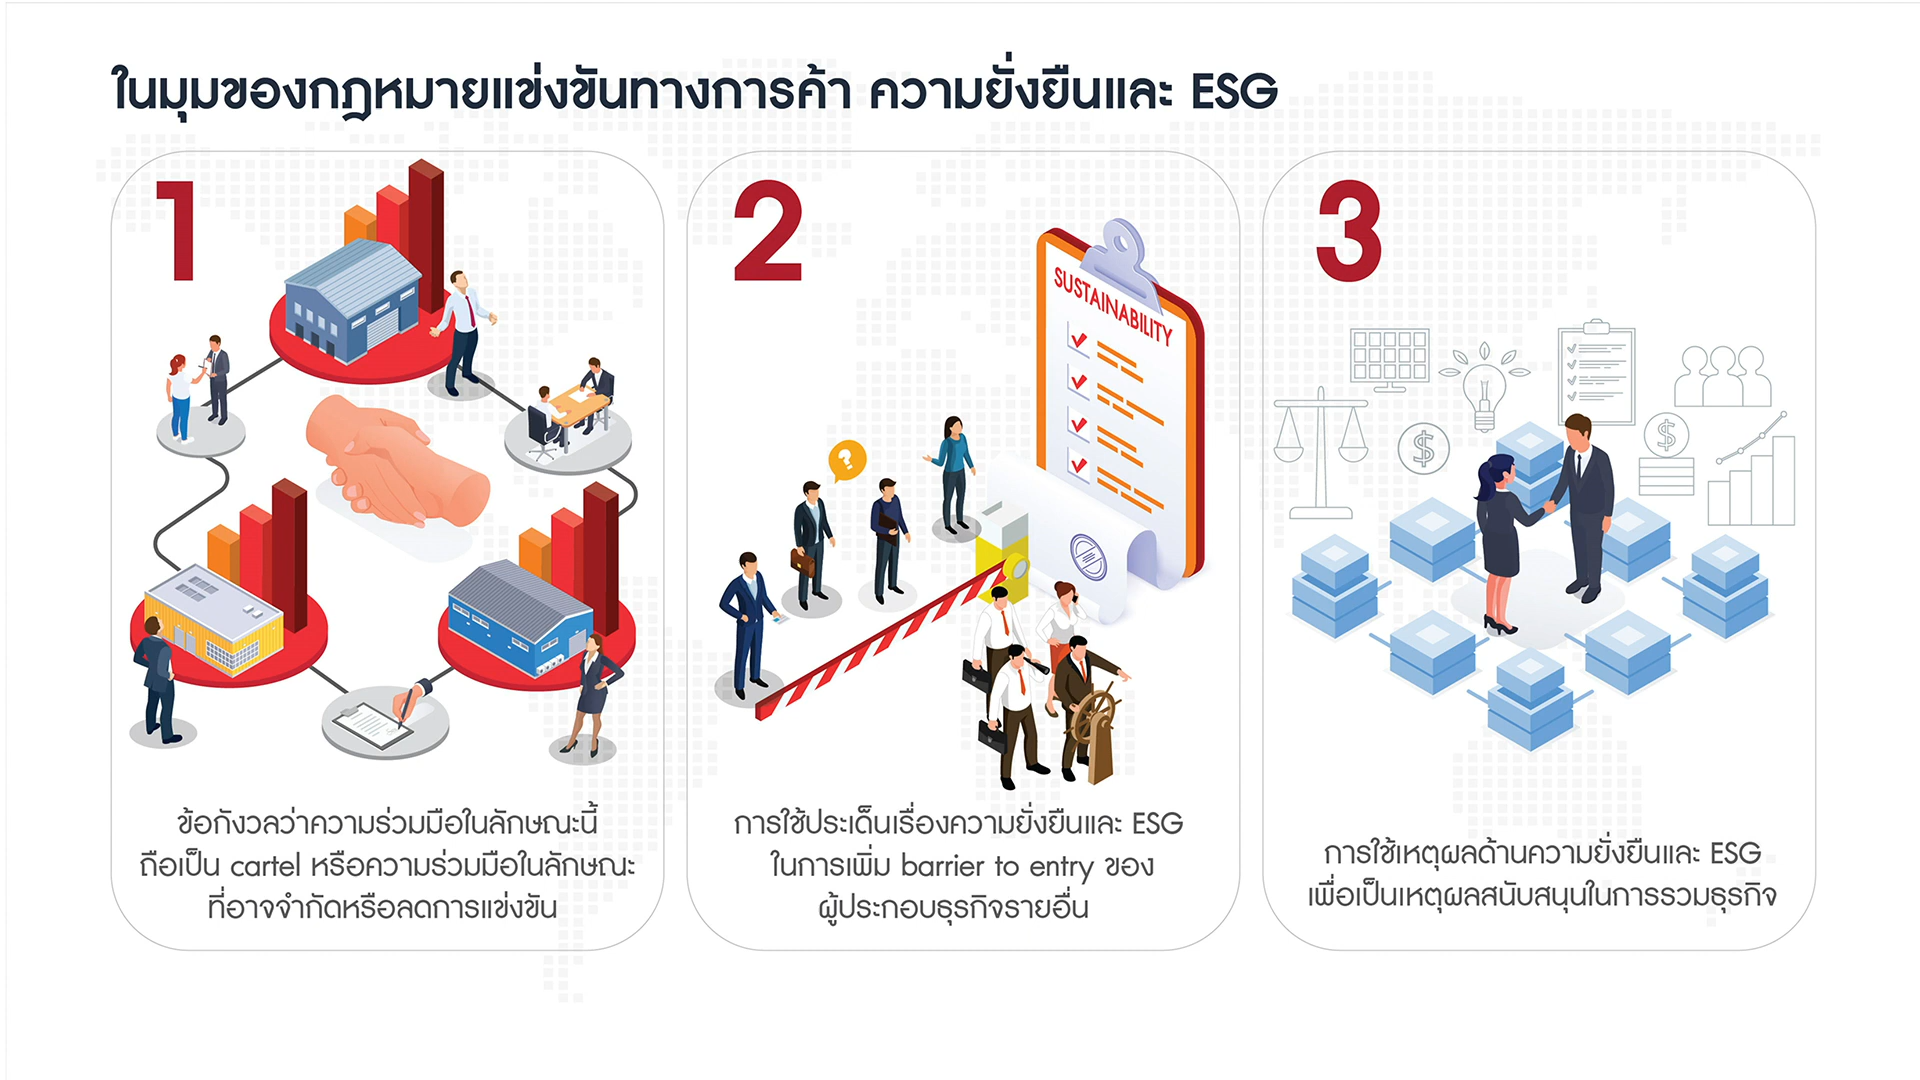 ในมุมของกฎหมายแข่งขันทางการค้า ความยั่งยืนและ ESG
1
ข้อกังวลว่าความร่วมมือในลักษณะนี้
ถือเป็น cartel หรือความร่วมมือในลักษณะ
ที่อาจจำกัดหรือลดการแข่งขัน
2
SUSTAINABILITY
?
การใช้ประเด็นเรื่องความยั่งยืนและ ESG
ในการเพิ่ม barrier to entry ของ
ผู้ประกอบธุรกิจรายอื่น
3
$
$
การใช้เหตุผลด้านความยั่งยืนและ ESG
เพื่อเป็นเหตุผลสนับสนุนในการรวมธุรกิจ